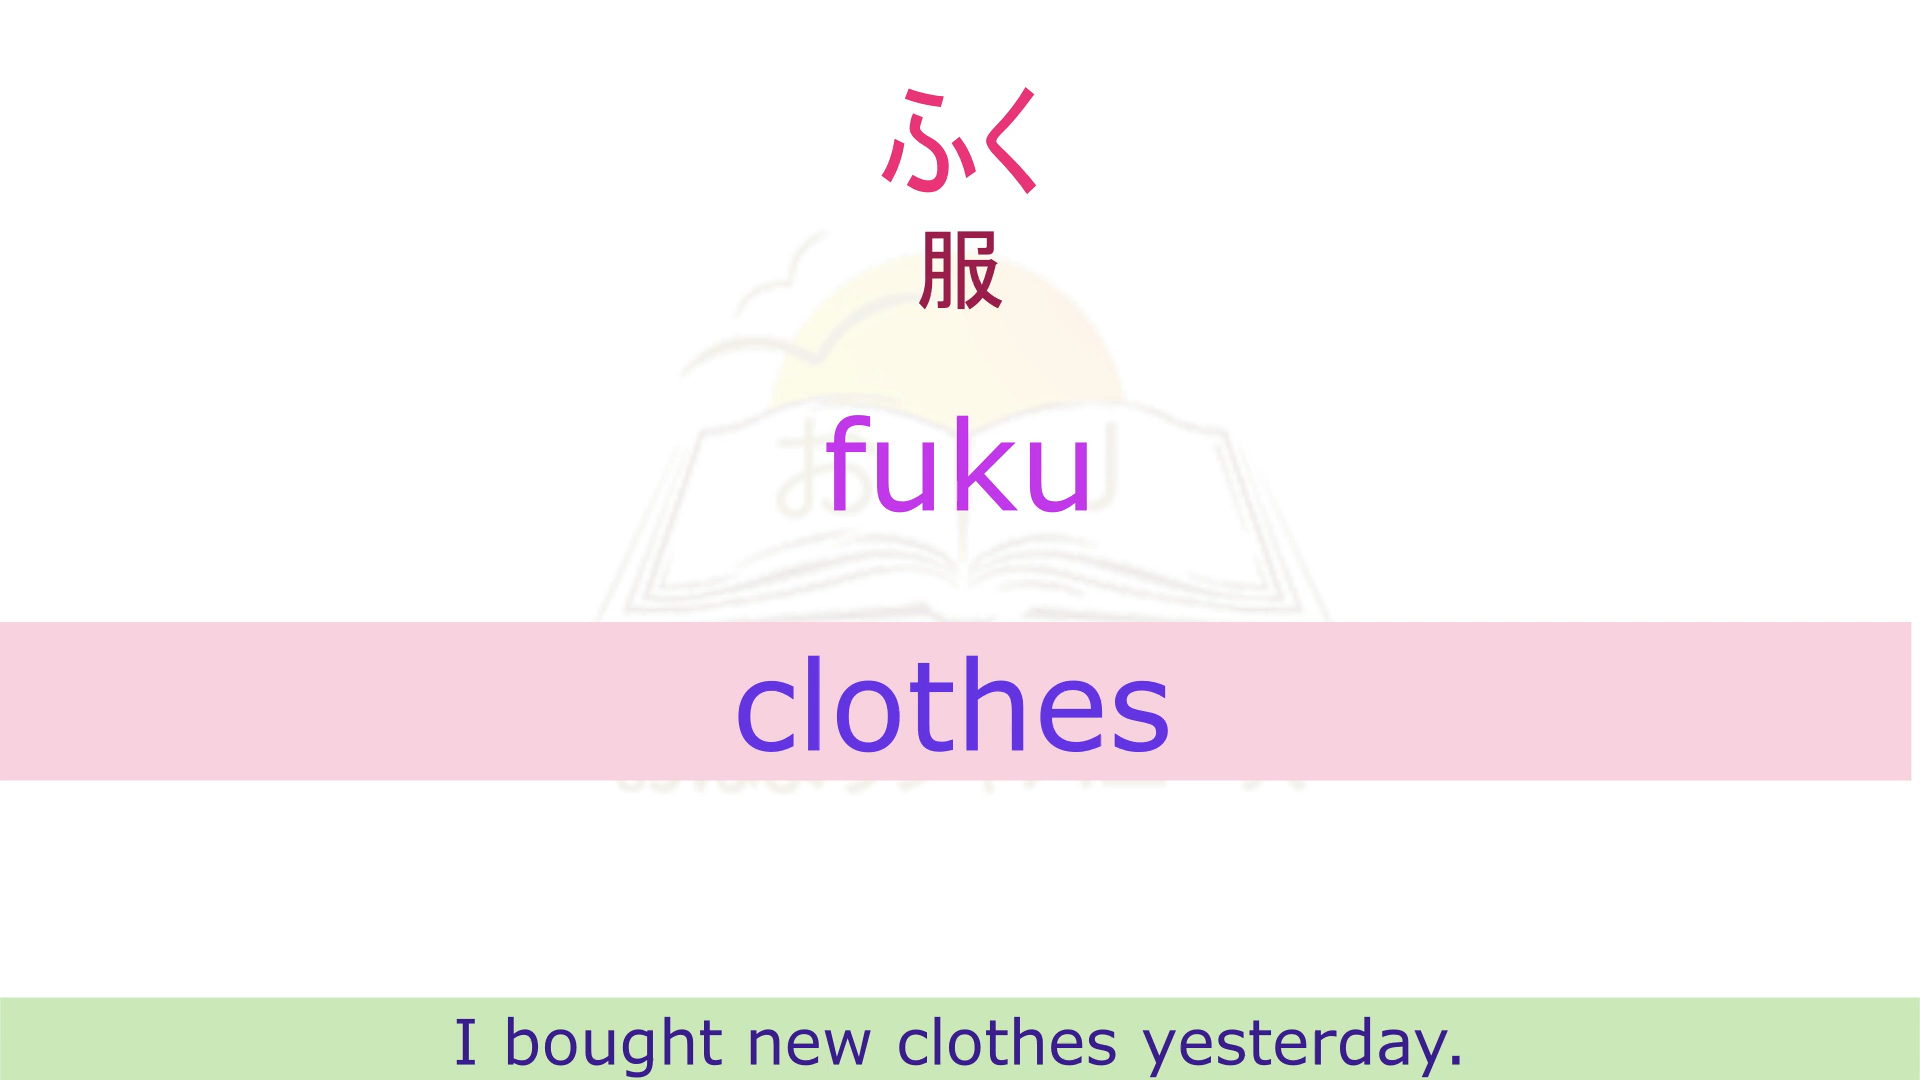 ふく
服
fuku
clothes
I bought new clothes yesterday.